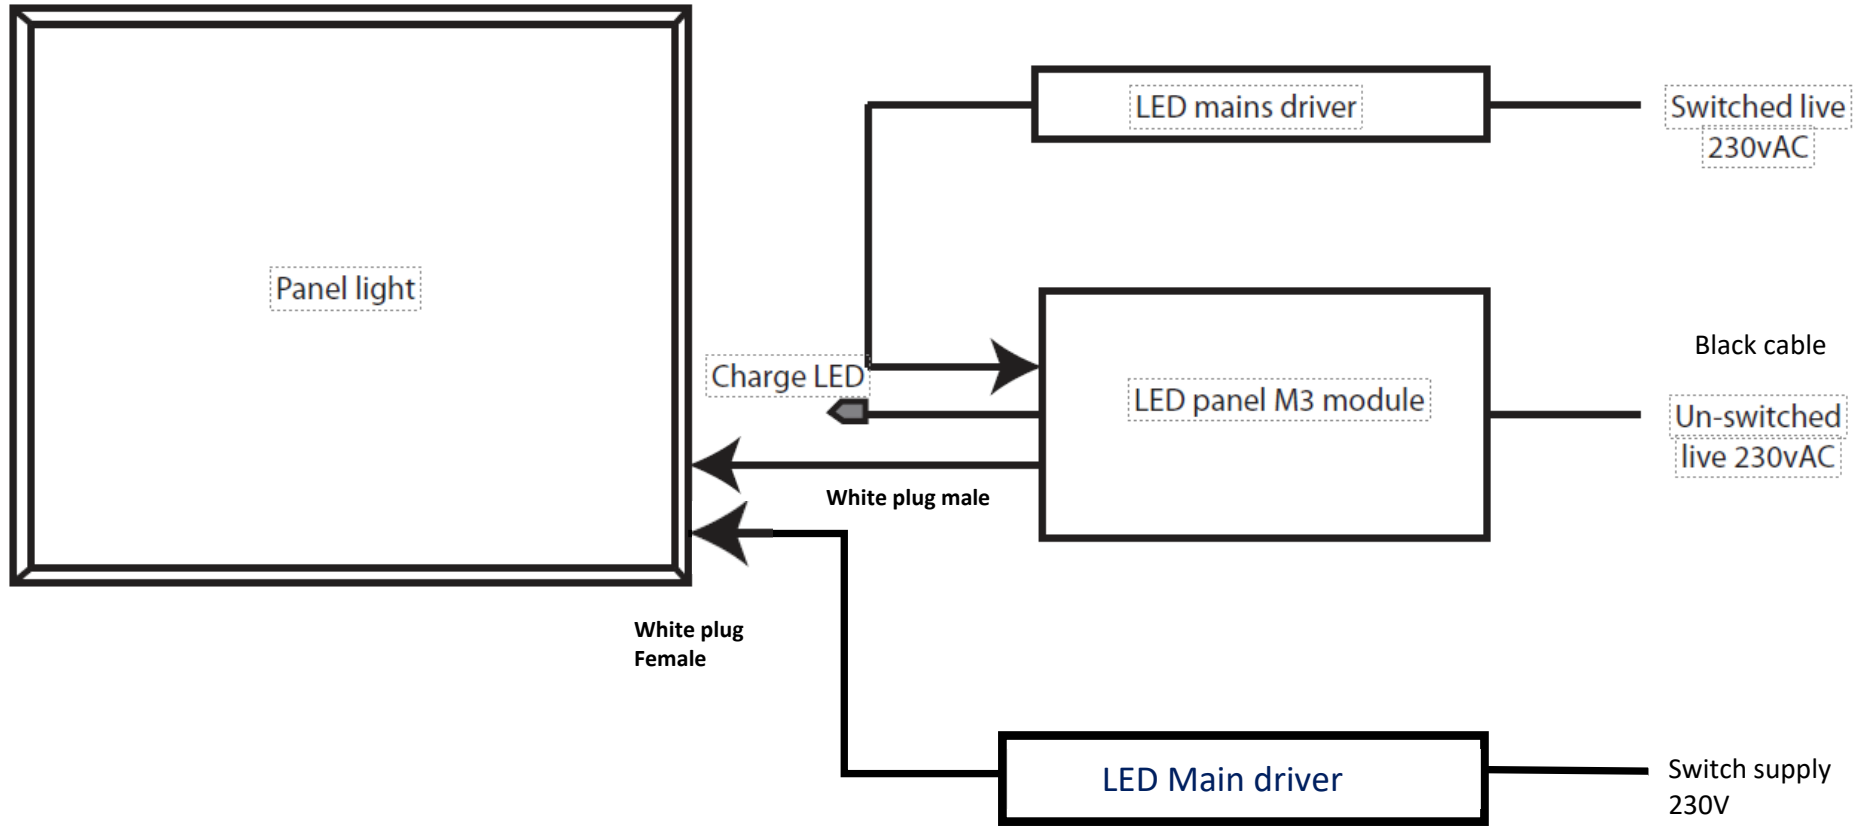 LED mains driver
Switched live
230vAC
Panel light
Black cable
Charge LED
LED panel M3 module
Un-switched
live 230vAC
White plug male
White plug
Female
LED Main driver
Switch supply
230V